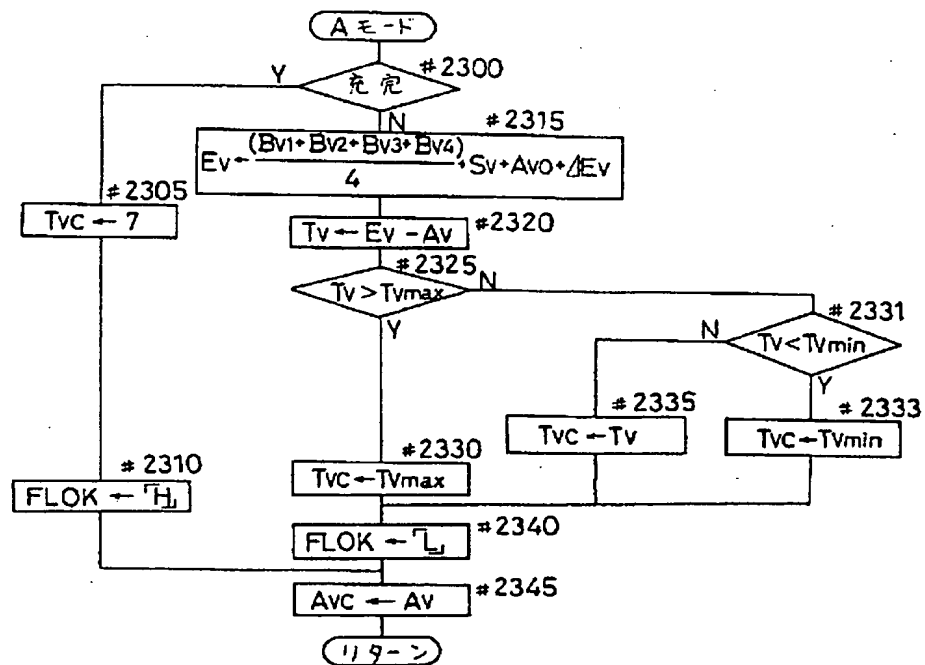 Aモード
#2300
Y
充完
N
#2315
Ev←(Bv1+Bv2+Bv3+Bv4)/4+Sv+Avo+ΔEv
#2305
Tvc←7
Tv←Ev-Av
#2320
#2325
Tv>Tvmax
N
Y
#2331
N
Tv<Tvmin
Y
#2335
Tvc←Tv
#2333
Tvc←Tvmin
#2330
Tvc←Tvmax
#2310
FLOK←「H」
#2340
FLOK←「L」
Avc←Av
#2345
リターン